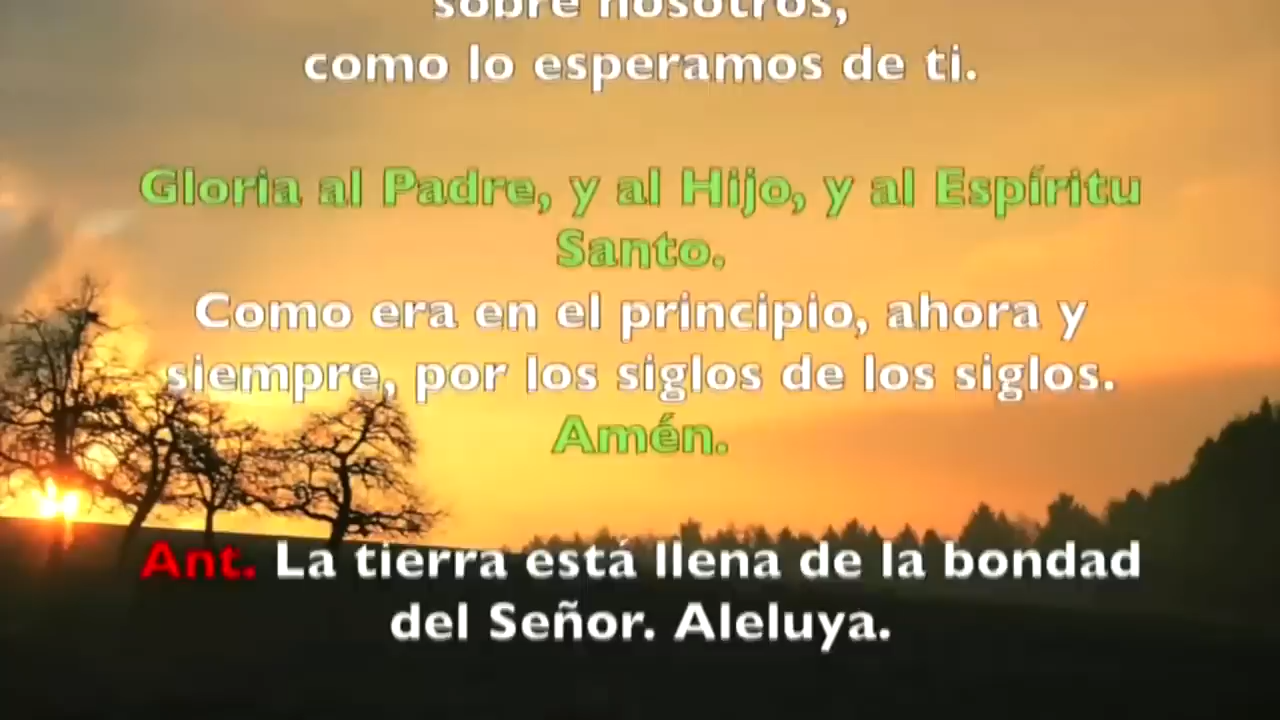 sobre nosotros,
como lo esperamos de ti.
Gloria al Padre, y al Hijo, y al Espíritu
Santo.
Como era en el principio, ahora y
siempre, por los siglos de los siglos.
Amén.
Ant. La tierra está llena de la bondad
del Señor. Aleluya.